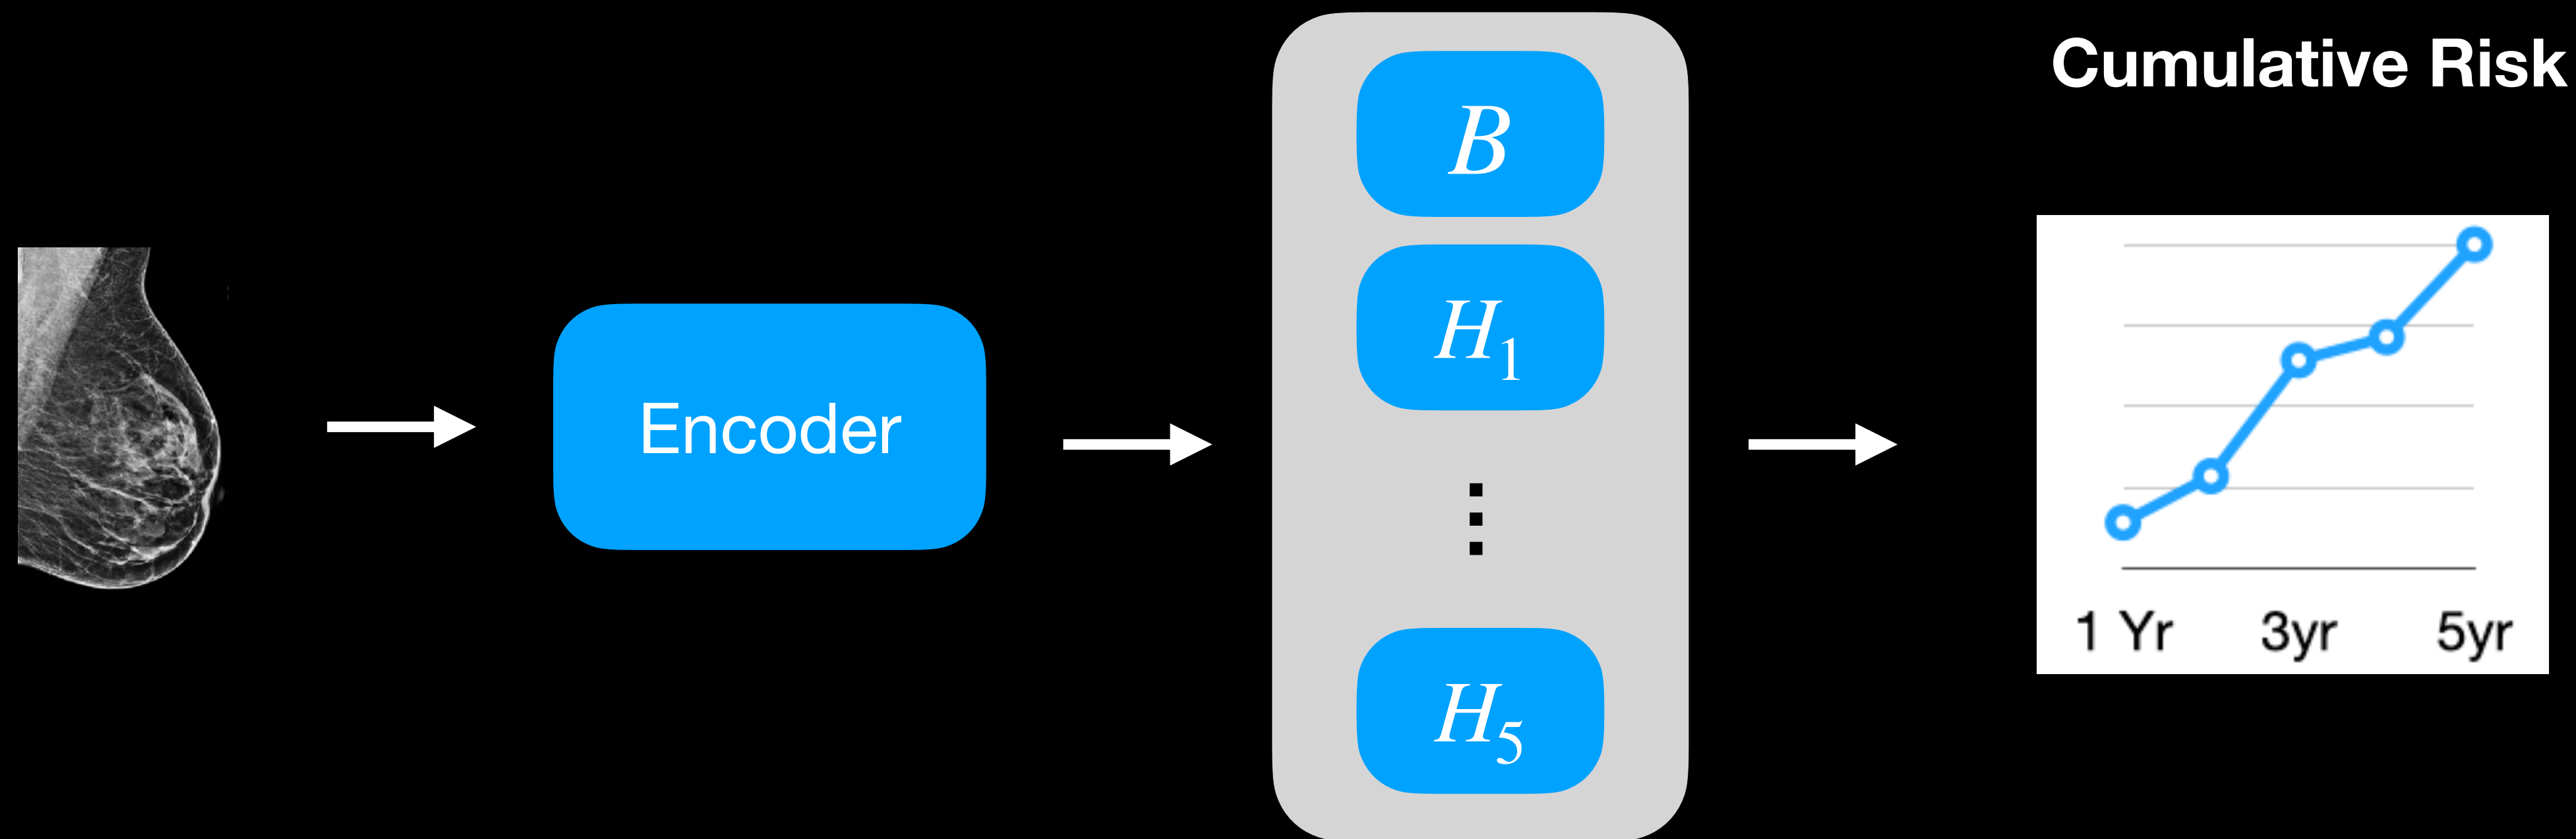 Cumulative Risk
Encoder
B
H₁
⋮
H₅
1 Yr 3yr 5yr